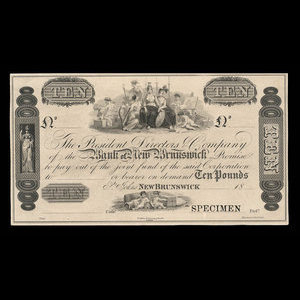 TEN TEN
No. No.
The President Directors & Company
of the Bank of New Brunswick Promise
to pay out of the joint fund of the said Corporation
to or bearer on demand Ten Pounds
TEN St. John, NEW BRUNSWICK 18
SPECIMEN Pres't
TEN